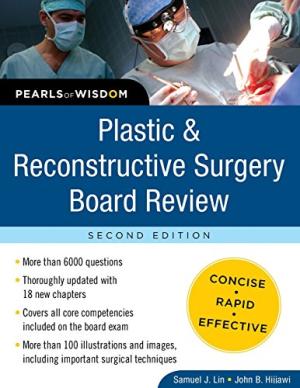 PEARLS OF WISDOM
Plastic &
Reconstructive Surgery
Board Review
SECOND EDITION
• More than 6000 questions
• Thoroughly updated with
18 new chapters
• Covers all core competencies
included on the board exam
• More than 100 illustrations and images,
including important surgical techniques
CONCISE
•
RAPID
•
EFFECTIVE
Samuel J. Lin • John B. Hijjawi